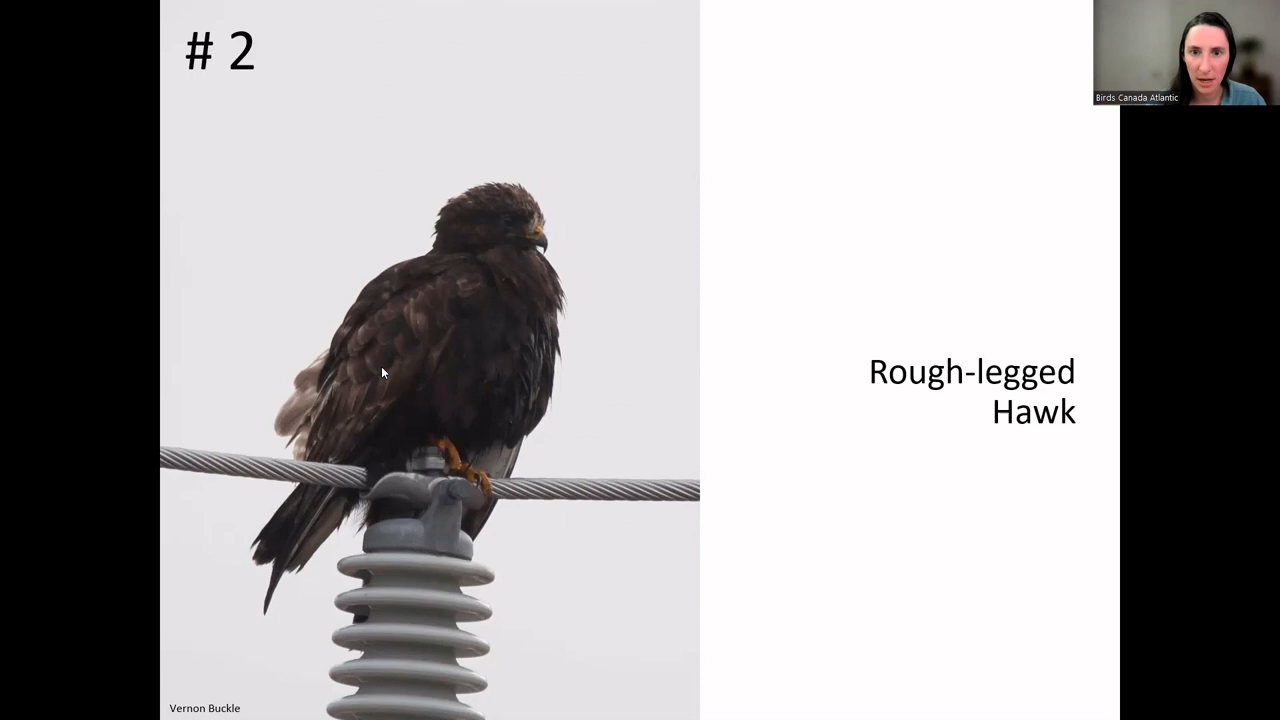 # 2
Birds Canada Atlantic
Rough-legged
Hawk
Vernon Buckle